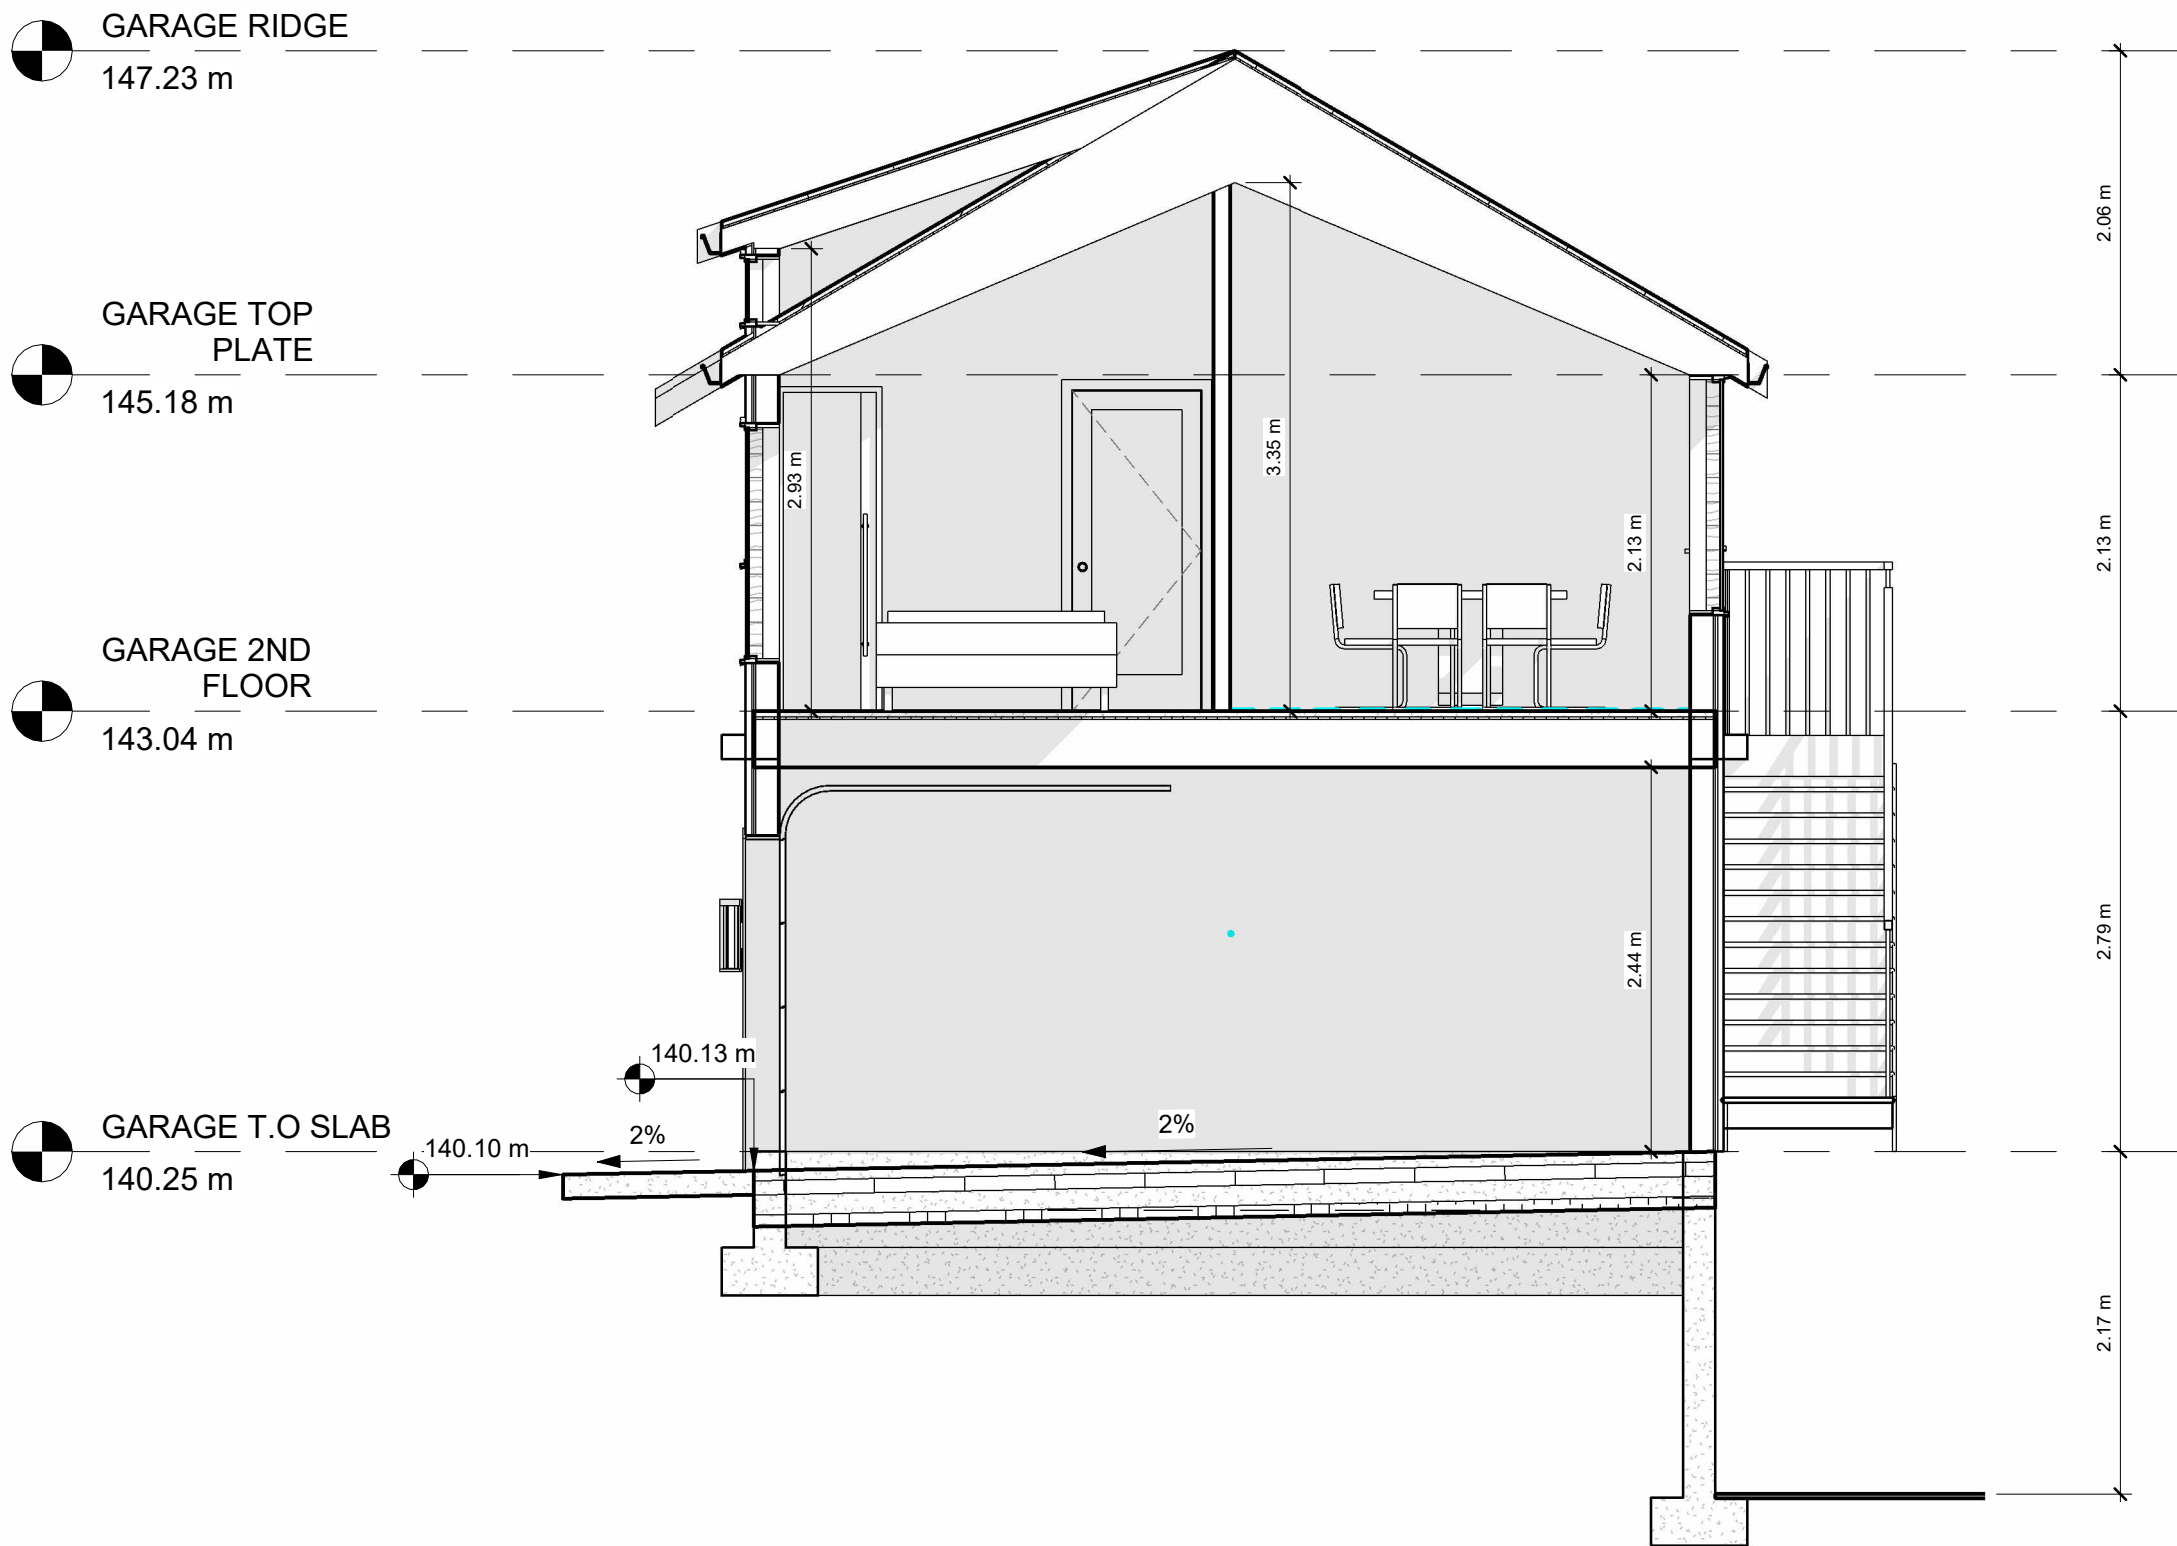 GARAGE RIDGE
147.23 m
2.06 m
GARAGE TOP
PLATE
145.18 m
2.93 m
3.35 m
2.13 m
2.13 m
GARAGE 2ND
FLOOR
143.04 m
2.44 m
2.79 m
140.13 m
GARAGE T.O SLAB
140.25 m
140.10 m
2%
2%
2.17 m